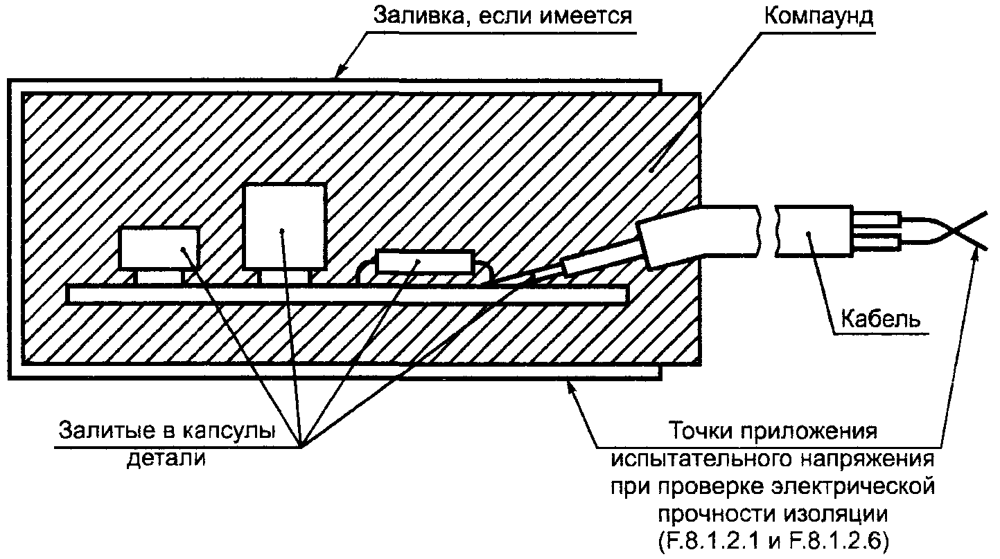 Заливка, если имеется
Компаунд
Кабель
Залитые в капсулы
детали
Точки приложения
испытательного напряжения
при проверке электрической
прочности изоляции
(F.8.1.2.1 и F.8.1.2.6)